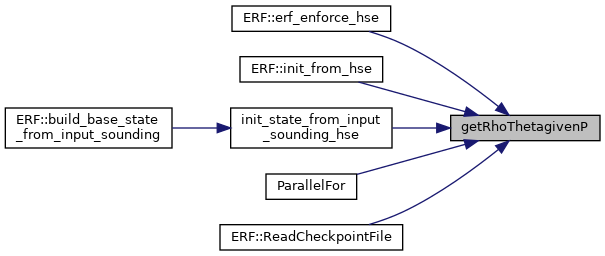 ERF::erf_enforce_hse
ERF::init_from_hse
ERF::build_base_state
_from_input_sounding
init_state_from_input
_sounding_hse
getRhoThetagivenP
ParallelFor
ERF::ReadCheckpointFile